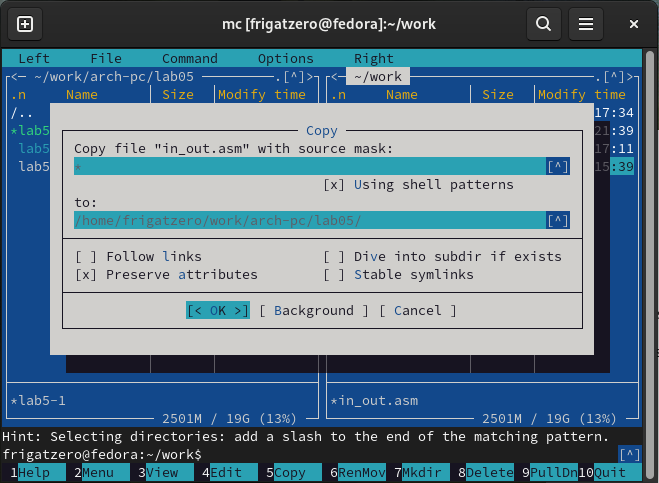 mc [frigatzero@fedora]:~/work
Left File Command Options Right
<─ ~/work/arch-pc/lab05 .[^]> <─ ~/work .[^]>
.n Name Size Modify time .n Name Size Modify time
/.. 17:34
*lab5 21:39
lab5 17:11
lab5 15:39
Copy
Copy file "in_out.asm" with source mask:
* [^]
[x] Using shell patterns
to:
/home/frigatzero/work/arch-pc/lab05/ [^]
[ ] Follow links [ ] Dive into subdir if exists
[x] Preserve attributes [ ] Stable symlinks
[< OK >] [ Background ] [ Cancel ]
*lab5-1 *in_out.asm
2501M / 19G (13%) 2501M / 19G (13%)
Hint: Selecting directories: add a slash to the end of the matching pattern.
frigatzero@fedora:~/work$ [^]
1Help 2Menu 3View 4Edit 5Copy 6RenMov 7Mkdir 8Delete 9PullDn 10Quit